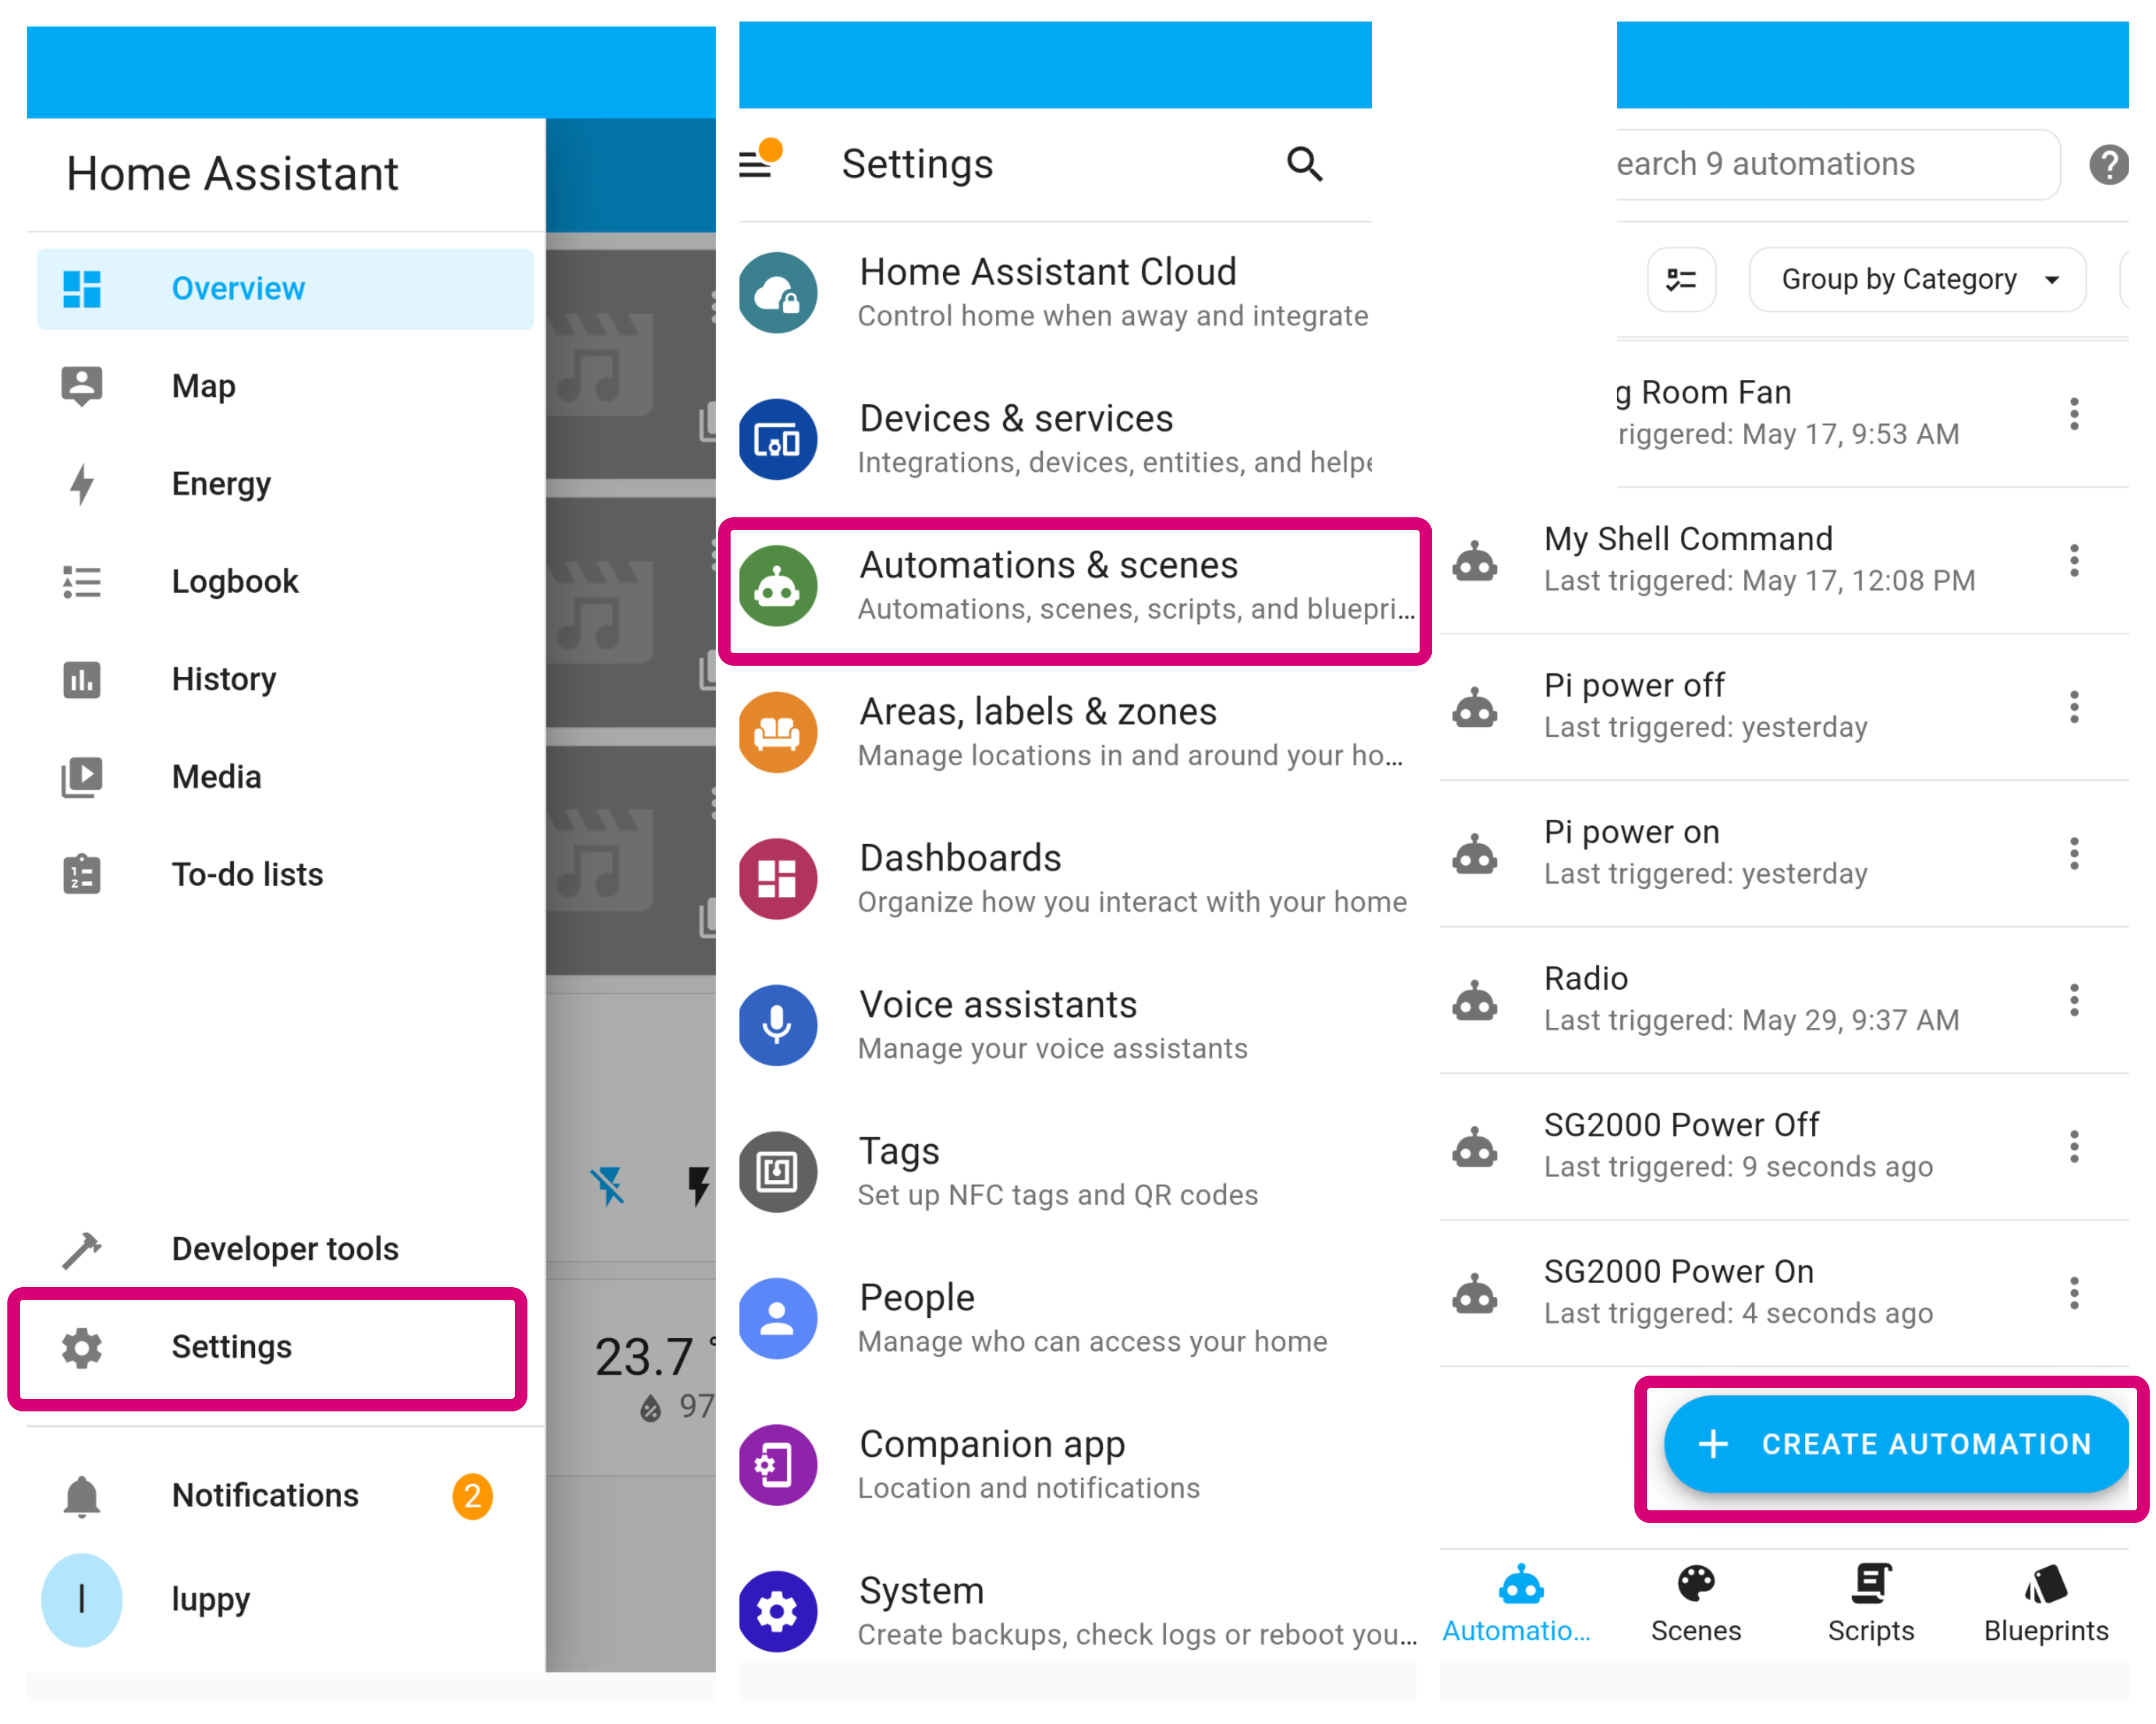 Home Assistant
Overview
Map
Energy
Logbook
History
Media
To-do lists
Developer tools
Settings
Notifications
2
l
luppy
23.7 °
97
Settings
Home Assistant Cloud
Control home when away and integrate
Devices & services
Integrations, devices, entities, and helpe
Automations & scenes
Automations, scenes, scripts, and bluepri...
Areas, labels & zones
Manage locations in and around your ho...
Dashboards
Organize how you interact with your home
Voice assistants
Manage your voice assistants
Tags
Set up NFC tags and QR codes
People
Manage who can access your home
Companion app
Location and notifications
System
Create backups, check logs or reboot you...
earch 9 automations
Group by Category
g Room Fan
riggered: May 17, 9:53 AM
My Shell Command
Last triggered: May 17, 12:08 PM
Pi power off
Last triggered: yesterday
Pi power on
Last triggered: yesterday
Radio
Last triggered: May 29, 9:37 AM
SG2000 Power Off
Last triggered: 9 seconds ago
SG2000 Power On
Last triggered: 4 seconds ago
+ CREATE AUTOMATION
Automatio...
Scenes
Scripts
Blueprints